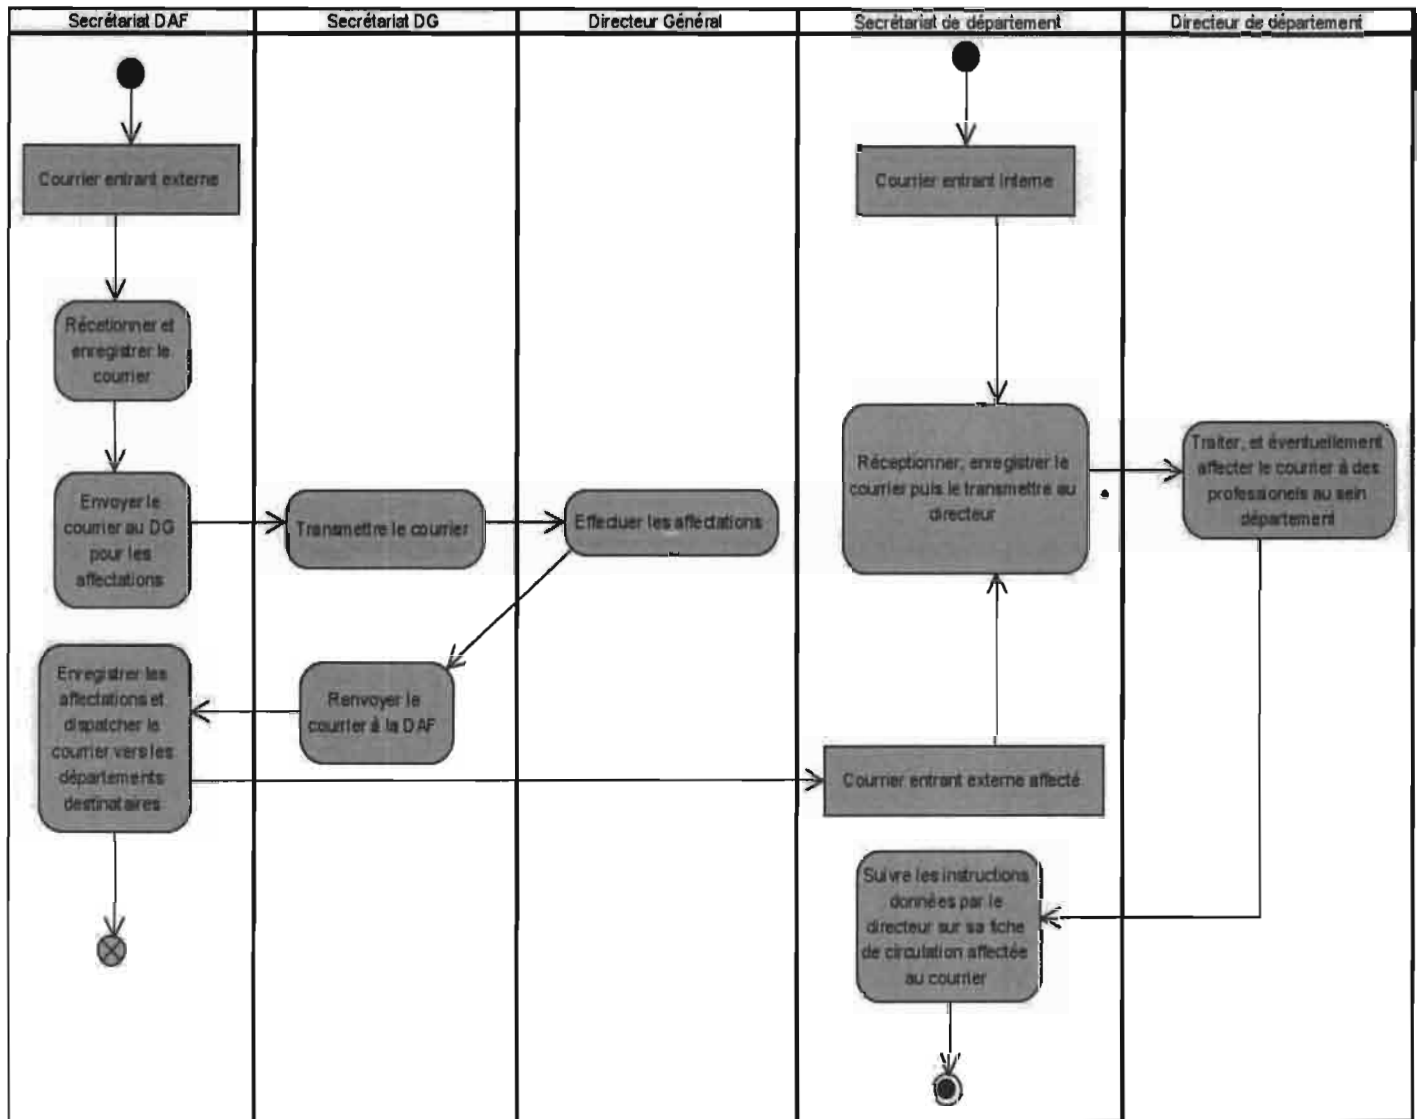 Secrétariat DAF
Secrétariat DG
Directeur Général
Secrétariat de département
Directeur de département
Courrier entrant externe
Courrier entrant interne
Récetionner et
enregistrer le
courrier
Envoyer le
courrier au DG
pour les
affectations
Transmettre le courrier
Effectuer les affectations
Réceptionner, enregistrer le
courrier puis le transmettre au
directeur
Traiter, et éventuellement
affecter le courrier à des
professionels au sein
département
Enregistrer les
affectations et
dispatcher le
courrier vers les
départements
destinataires
Renvoyer le
courrier à la DAF
Courrier entrant externe affecté
Suivre les instructions
données par le
directeur sur sa fiche
de circulation affectée
au courrier